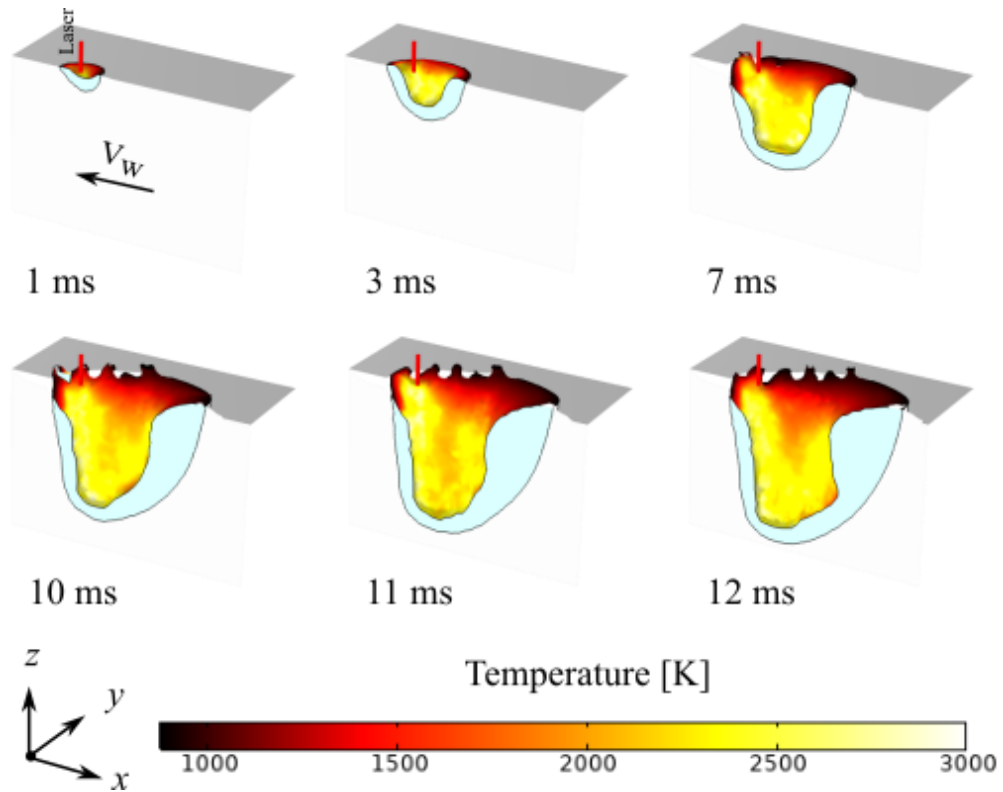 Laser
V_W
1 ms
3 ms
7 ms
10 ms
11 ms
12 ms
z
y
x
Temperature [K]
1000 1500 2000 2500 3000